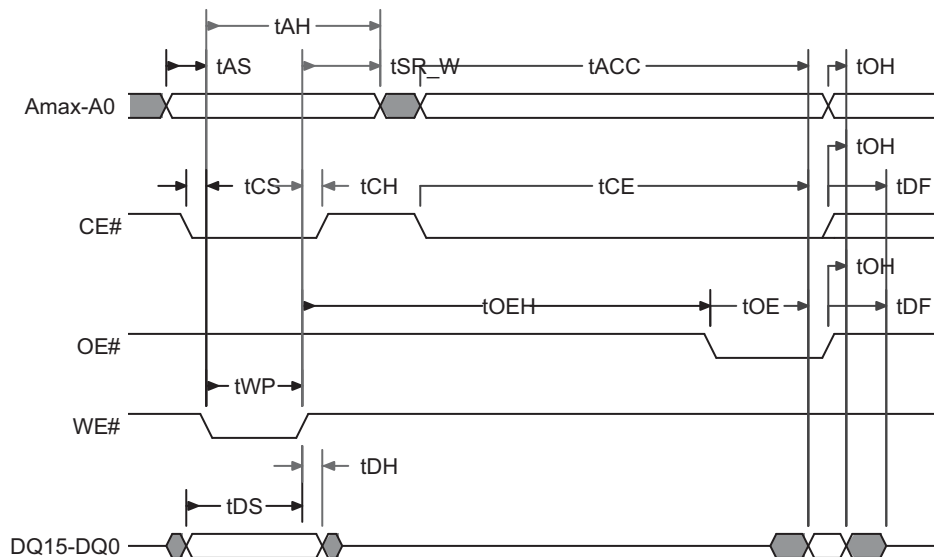 tAH
tAS
tSR_W
tACC
tOH
Amax-A0
tOH
tCS
tCH
tCE
tDF
CE#
tOH
tOEH
tOE
tDF
OE#
tWP
WE#
tDH
tDS
DQ15-DQ0